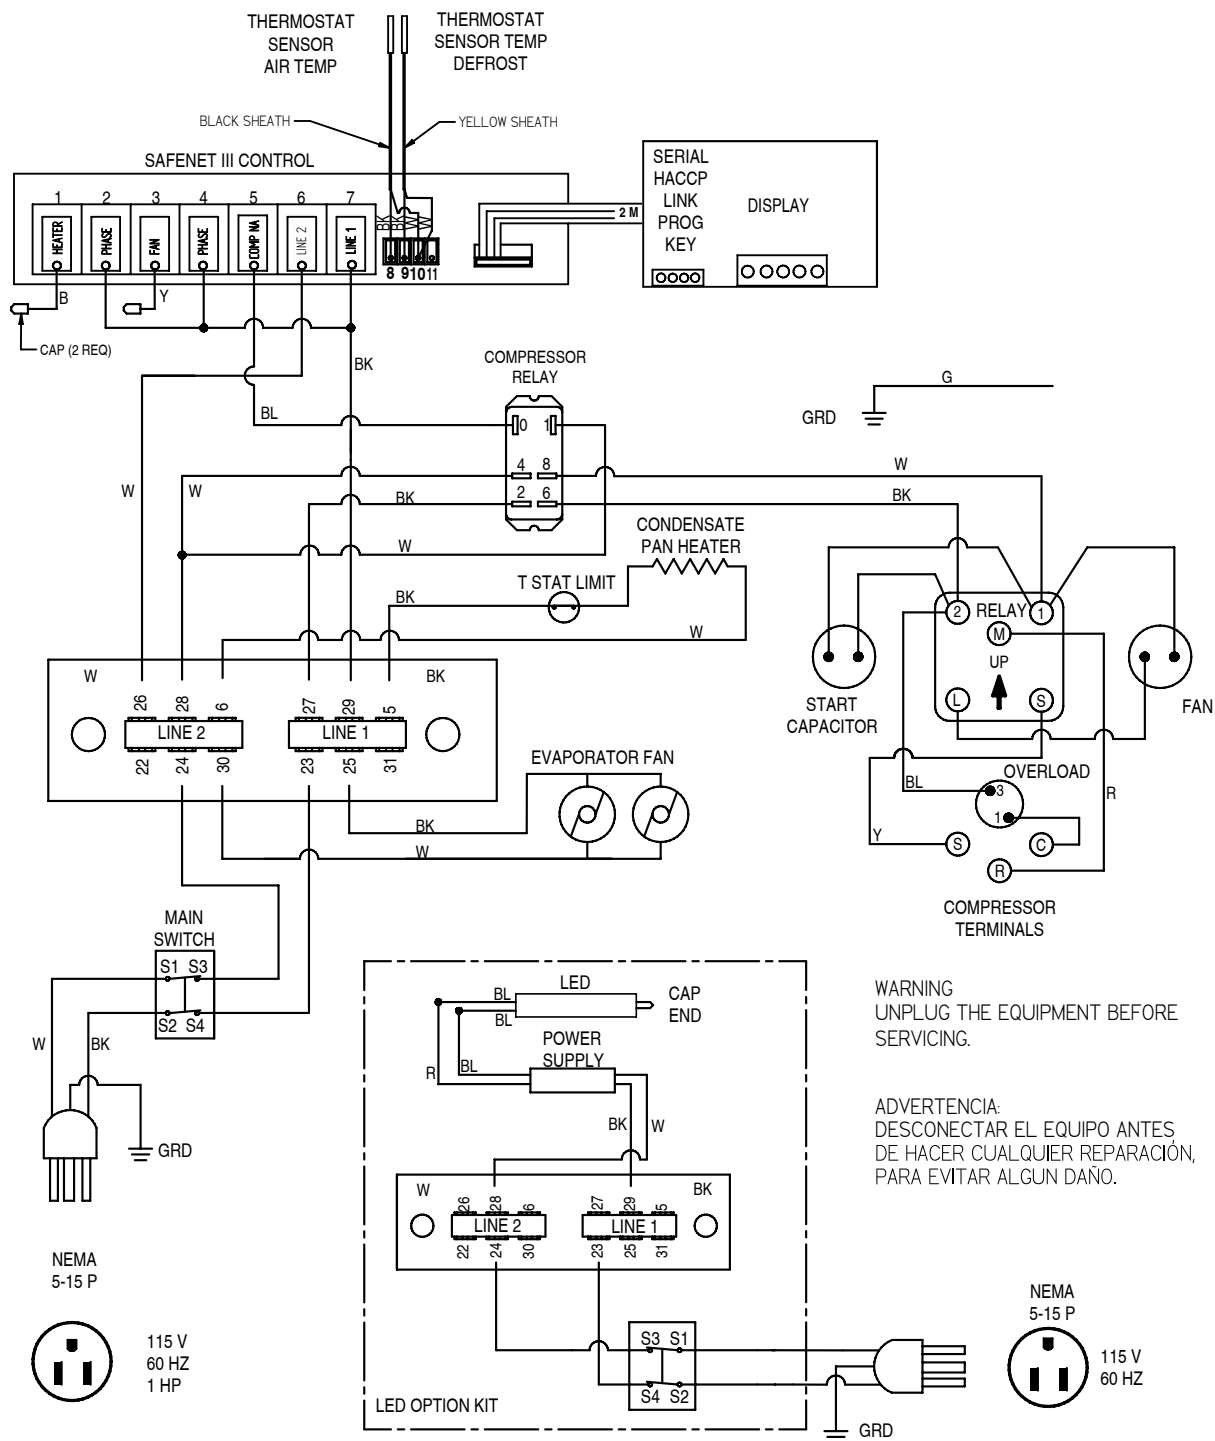 THERMOSTAT
SENSOR
AIR TEMP
THERMOSTAT
SENSOR TEMP
DEFROST
BLACK SHEATH
YELLOW SHEATH
SAFENET III CONTROL
1 2 3 4 5 6 7
HEATER
PHASE
FAN
PHASE
COMP NA
LINE 2
LINE 1
BK
BK
W
W
8 9 10 11
2 M
SERIAL
HACCP
LINK
PROG
KEY
DISPLAY
B
Y
CAP (2 REQ)
BK
BL
COMPRESSOR
RELAY
0 1
4 8
2 6
G
GRD
W
W
W
BK
BK
W
CONDENSATE
PAN HEATER
T STAT LIMIT
BK
W
W
BK
26 28 6
27 29 5
LINE 2
LINE 1
22 24 30
23 25 31
2 RELAY 1
M
UP
L S
START
CAPACITOR
FAN
EVAPORATOR FAN
BK
W
OVERLOAD
BL
3
1
R
Y
S C
R
COMPRESSOR
TERMINALS
MAIN
SWITCH
S1 S3
S2 S4
W
BK
GRD
NEMA
5-15 P
115 V
60 HZ
1 HP
LED
BL
BL
CAP
END
POWER
SUPPLY
R
BL
BK
W
W
BK
26 28 6
27 29 5
LINE 2
LINE 1
22 24 30
23 25 31
S3 S1
S4 S2
LED OPTION KIT
GRD
WARNING
UNPLUG THE EQUIPMENT BEFORE
SERVICING.
ADVERTENCIA:
DESCONECTAR EL EQUIPO ANTES
DE HACER CUALQUIER REPARACIÓN,
PARA EVITAR ALGUN DAÑO.
NEMA
5-15 P
115 V
60 HZ